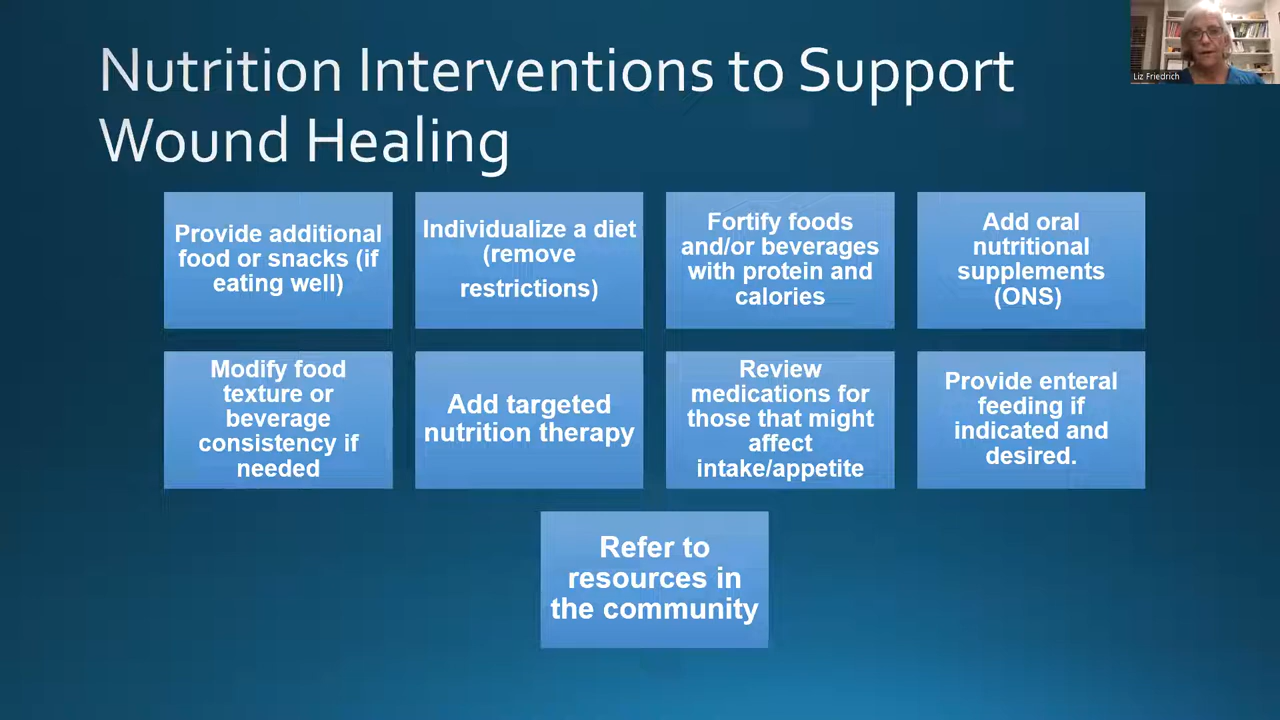 Nutrition Interventions to Support
Wound Healing
Liz Friedrich
Provide additional
food or snacks (if
eating well)
Individualize a diet
(remove
restrictions)
Fortify foods
and/or beverages
with protein and
calories
Add oral
nutritional
supplements
(ONS)
Modify food
texture or
beverage
consistency if
needed
Add targeted
nutrition therapy
Review
medications for
those that might
affect
intake/appetite
Provide enteral
feeding if
indicated and
desired.
Refer to
resources in
the community